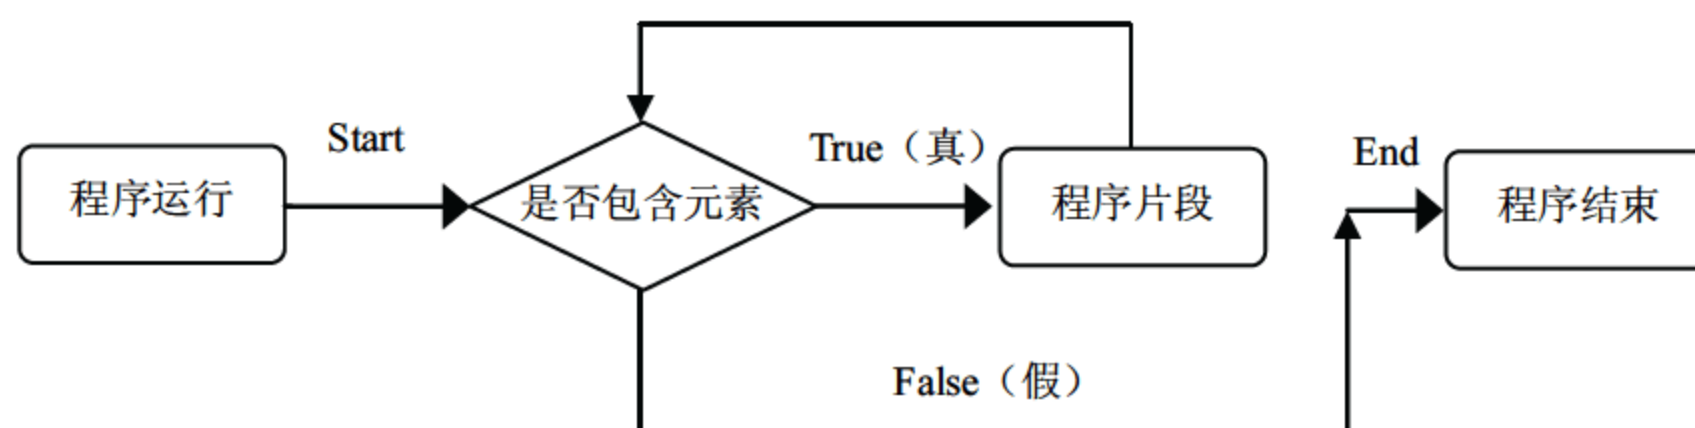 程序运行
Start
是否包含元素
True（真）
程序片段
End
程序结束
False（假）